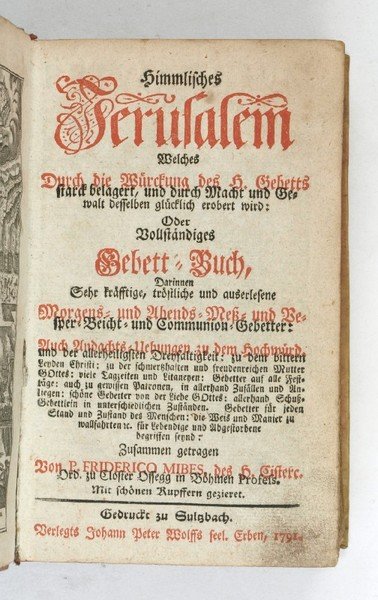 Himmlisches
Jerusalem
Welches
Durch die Würckung des H. Gebetts
starck belagert, und durch Macht und Ge-
walt desselben glücklich erobert wird:
Oder
Vollständiges
Gebett-Buch,
Darinnen
Sehr kräfftige, tröstliche und auserlesene
Morgens- und Abends- Meß- und Ve-
sper- Beicht- und Communion-Gebetter:
Auch Andachts-Uebungen zu dem Hochwürd.
und der allerheiligsten Dreyfaltigkeit: zu dem bittern
Leyden Christi: zu der schmerzhaften und freudenreichen Mutter
GOttes: viele Tagzeiten und Litaneyen: Gebetter auf alle Fest-
täge: auch zu gewissen Patronen, in allerhand Zufällen und An-
liegen: schöne Gebetter von der Liebe GOttes: allerhand Schuß-
Gebettlein in unterschiedlichen Zuständen. Gebetter für jeden
Stand und Zustand des Menschen: die Weis und Manier zu
wallfahrten ꝛc. für Lebendige und Abgestorbene
begriffen seynd:
Zusammen getragen
Von P. FRIDERICO MIBES, des H. Cisterc.
Ord. zu Closter Ossegg in Böhmen Profeß.
Mit schönen Kupffern gezieret.
Gedruckt zu Sultzbach.
Verlegts Johann Peter Wolffs seel. Erben, 1791.